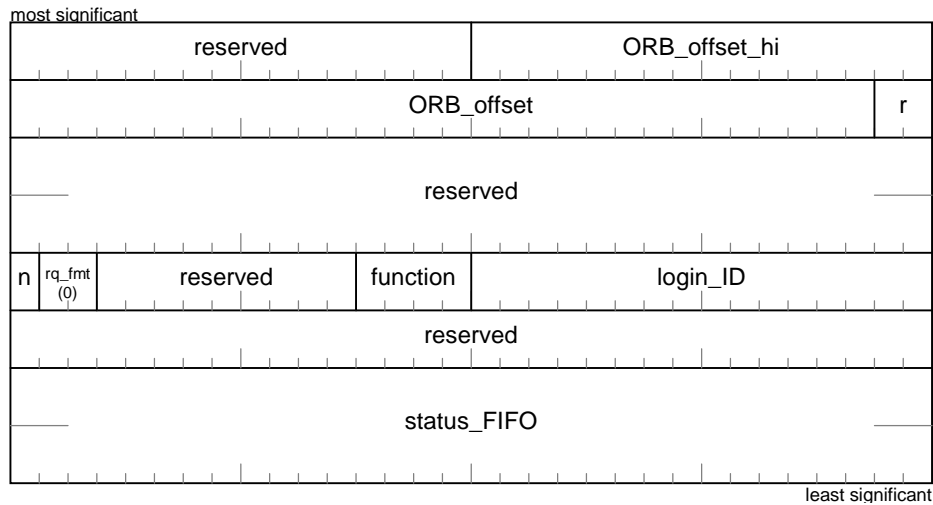 most significant
reserved ORB_offset_hi
ORB_offset r
reserved
n rq_fmt (0) reserved function login_ID
reserved
status_FIFO
least significant